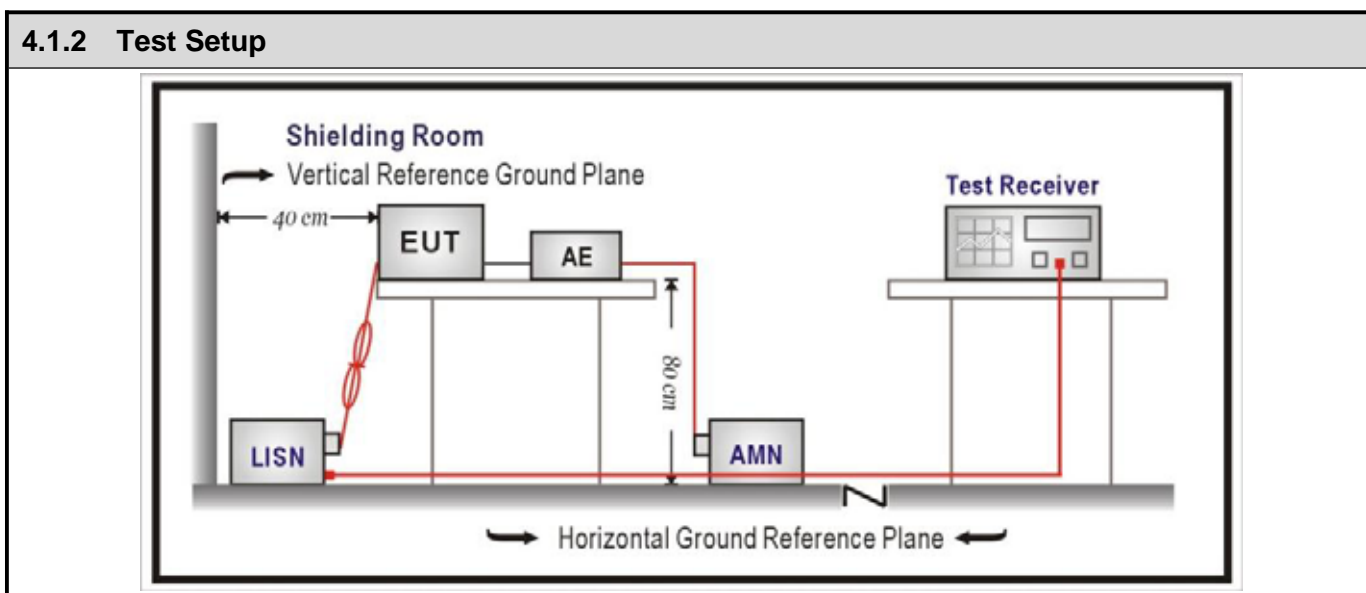 4.1.2 Test Setup
Shielding Room
Vertical Reference Ground Plane
Test Receiver
40 cm
EUT
AE
80 cm
LISN
AMN
Horizontal Ground Reference Plane